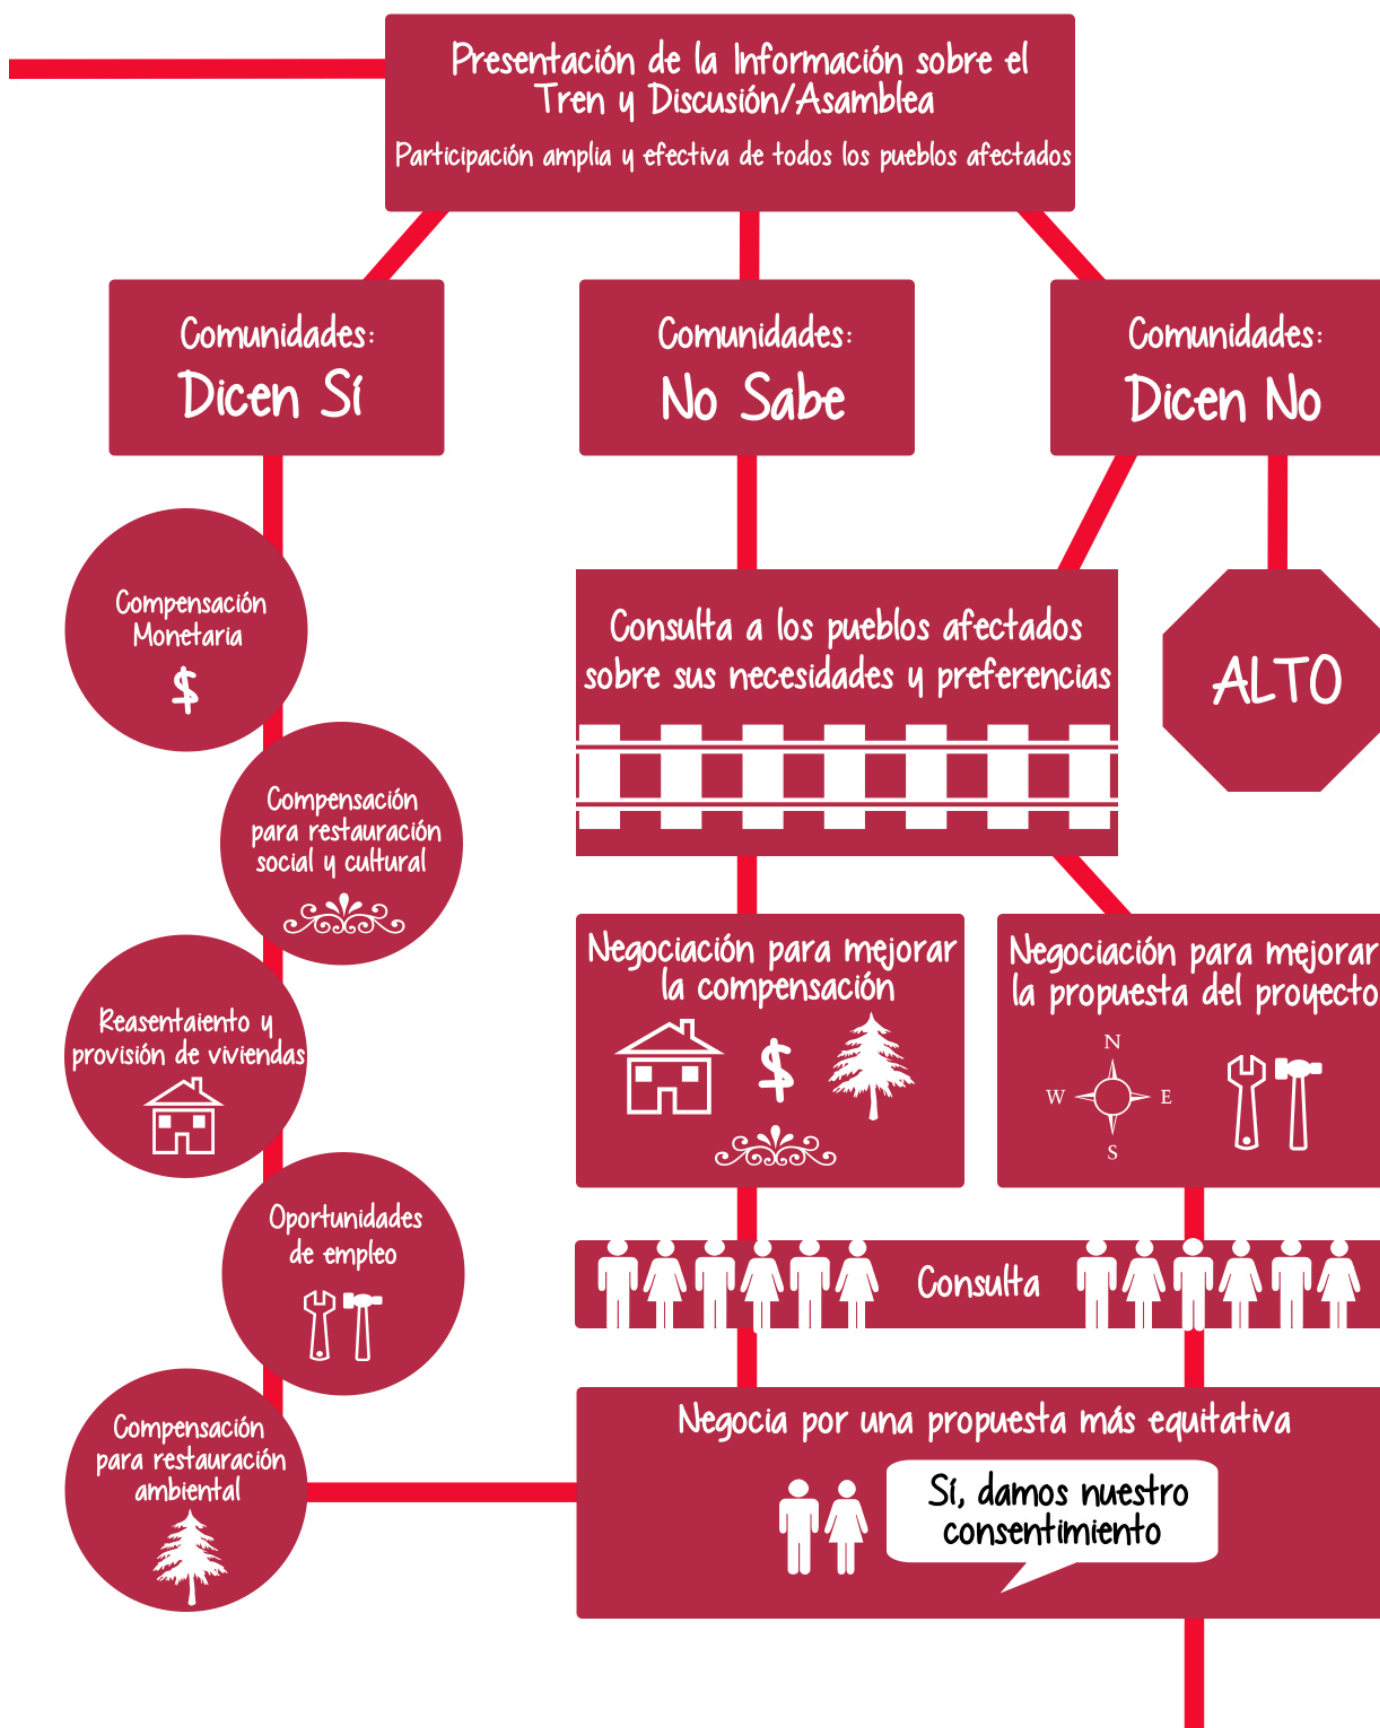 Presentación de la Información sobre el
Tren y Discusión/Asamblea
Participación amplia y efectiva de todos los pueblos afectados
Comunidades:
Dicen Sí
Comunidades:
No Sabe
Comunidades:
Dicen No
Compensación
Monetaria
$
Compensación
para restauración
social y cultural
Reasentaiento y
provisión de viviendas
Oportunidades
de empleo
Compensación
para restauración
ambiental
Consulta a los pueblos afectados
sobre sus necesidades y preferencias
ALTO
Negociación para mejorar
la compensación
$
Negociación para mejorar
la propuesta del proyecto
N
W E
S
Consulta
Negocia por una propuesta más equitativa
Sí, damos nuestro
consentimiento